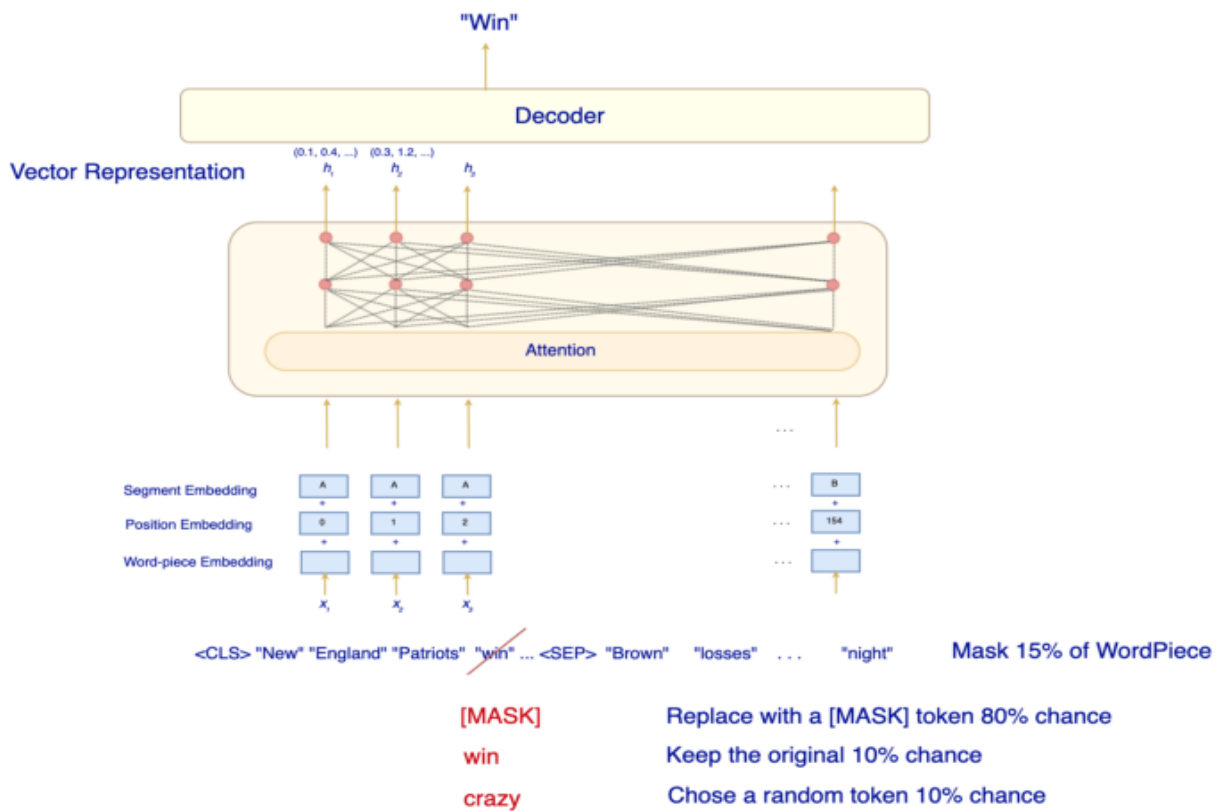 "Win"
Decoder
(0.1, 0.4, ...) (0.3, 1.2, ...)
Vector Representation h₁ h₂ h₃
Attention
...
Segment Embedding A A A ... B
+ + + +
Position Embedding 0 1 2 ... 154
+ + + +
Word-piece Embedding ...
x₁ x₂ x₃
<CLS> "New" "England" "Patriots" "win" ... <SEP> "Brown" "losses" ... "night" Mask 15% of WordPiece
[MASK] Replace with a [MASK] token 80% chance
win Keep the original 10% chance
crazy Chose a random token 10% chance